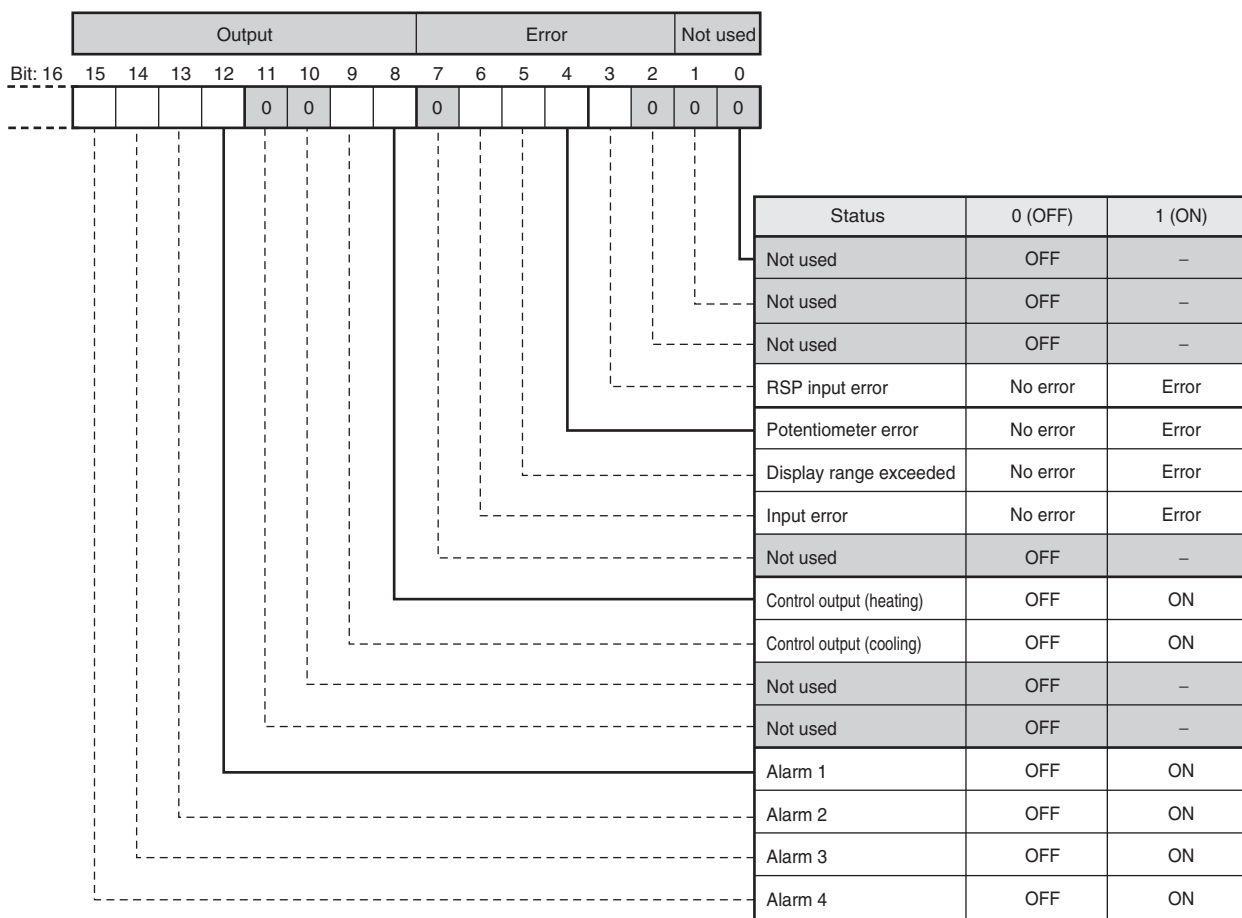 Output Error Not used
Bit: 16 15 14 13 12 11 10 9 8 7 6 5 4 3 2 1 0
0 0 0 0 0 0
Status 0 (OFF) 1 (ON)
Not used OFF –
Not used OFF –
Not used OFF –
RSP input error No error Error
Potentiometer error No error Error
Display range exceeded No error Error
Input error No error Error
Not used OFF –
Control output (heating) OFF ON
Control output (cooling) OFF ON
Not used OFF –
Not used OFF –
Alarm 1 OFF ON
Alarm 2 OFF ON
Alarm 3 OFF ON
Alarm 4 OFF ON